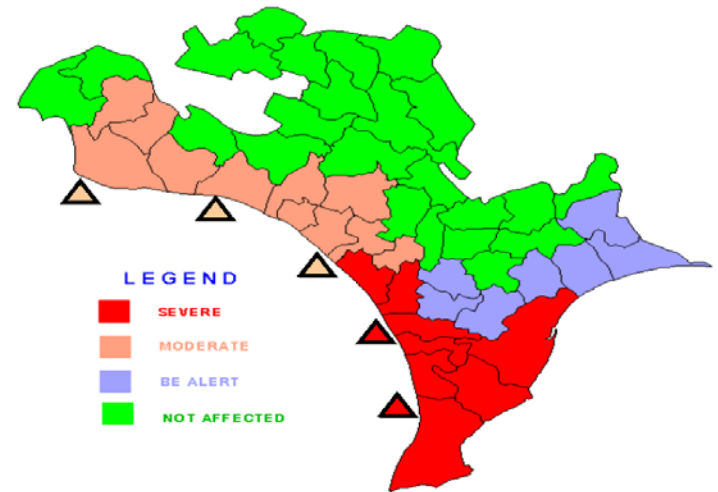 LEGEND
SEVERE
MODERATE
BE ALERT
NOT AFFECTED